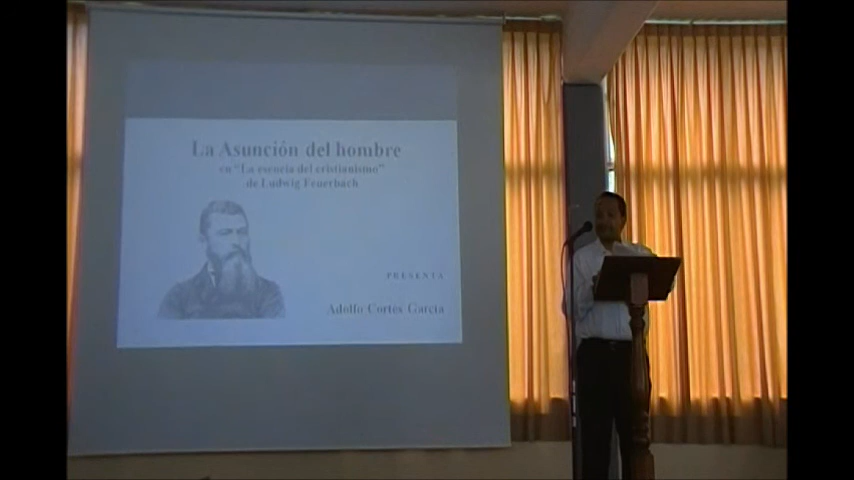 La Asunción del hombre
en "La esencia del cristianismo"
de Ludwig Feuerbach
PRESENTA
Adolfo Cortés García